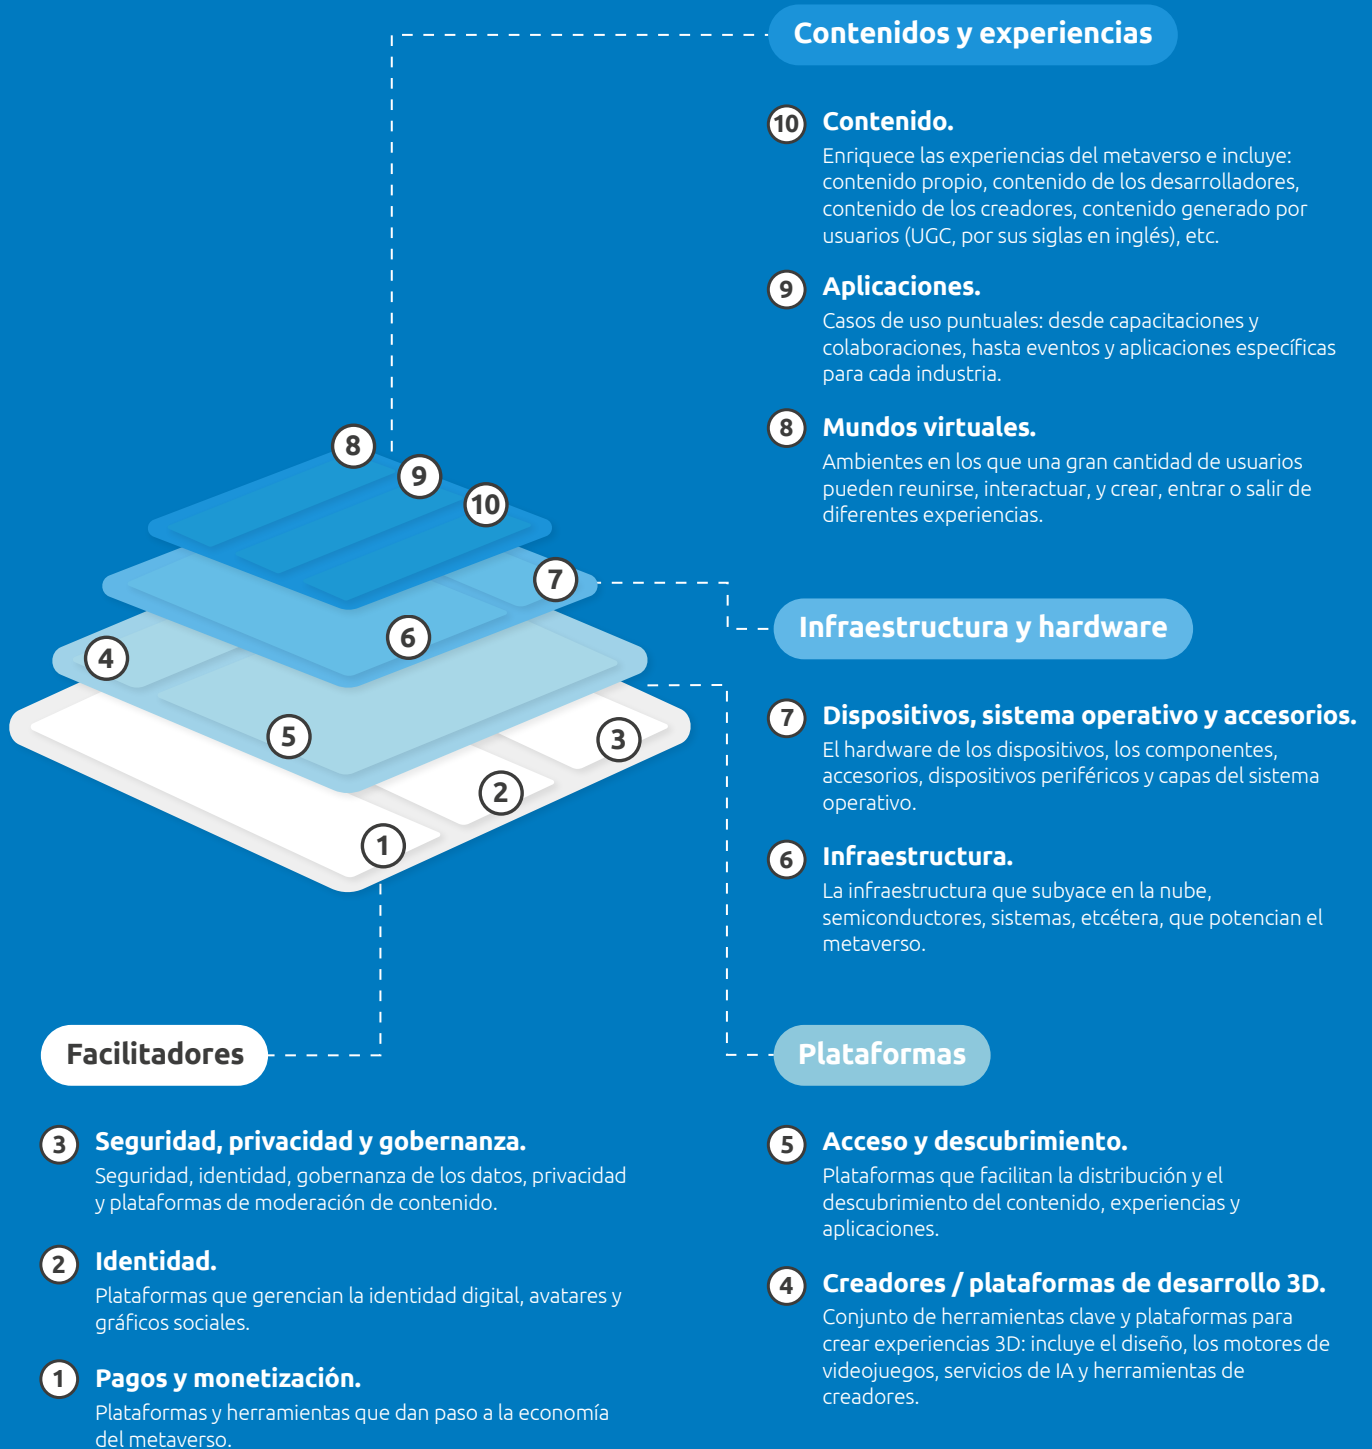 Contenidos y experiencias
10 Contenido.
Enriquece las experiencias del metaverso e incluye:
contenido propio, contenido de los desarrolladores,
contenido de los creadores, contenido generado por
usuarios (UGC, por sus siglas en inglés), etc.
9 Aplicaciones.
Casos de uso puntuales: desde capacitaciones y
colaboraciones, hasta eventos y aplicaciones específicas
para cada industria.
8 Mundos virtuales.
Ambientes en los que una gran cantidad de usuarios
pueden reunirse, interactuar, y crear, entrar o salir de
diferentes experiencias.
8
9
10
7
6
4
5
3
2
1
Infraestructura y hardware
7 Dispositivos, sistema operativo y accesorios.
El hardware de los dispositivos, los componentes,
accesorios, dispositivos periféricos y capas del sistema
operativo.
6 Infraestructura.
La infraestructura que subyace en la nube,
semiconductores, sistemas, etcétera, que potencian el
metaverso.
Facilitadores
3 Seguridad, privacidad y gobernanza.
Seguridad, identidad, gobernanza de los datos, privacidad
y plataformas de moderación de contenido.
2 Identidad.
Plataformas que gerencian la identidad digital, avatares y
gráficos sociales.
1 Pagos y monetización.
Plataformas y herramientas que dan paso a la economía
del metaverso.
Plataformas
5 Acceso y descubrimiento.
Plataformas que facilitan la distribución y el
descubrimiento del contenido, experiencias y
aplicaciones.
4 Creadores / plataformas de desarrollo 3D.
Conjunto de herramientas clave y plataformas para
crear experiencias 3D: incluye el diseño, los motores de
videojuegos, servicios de IA y herramientas de
creadores.